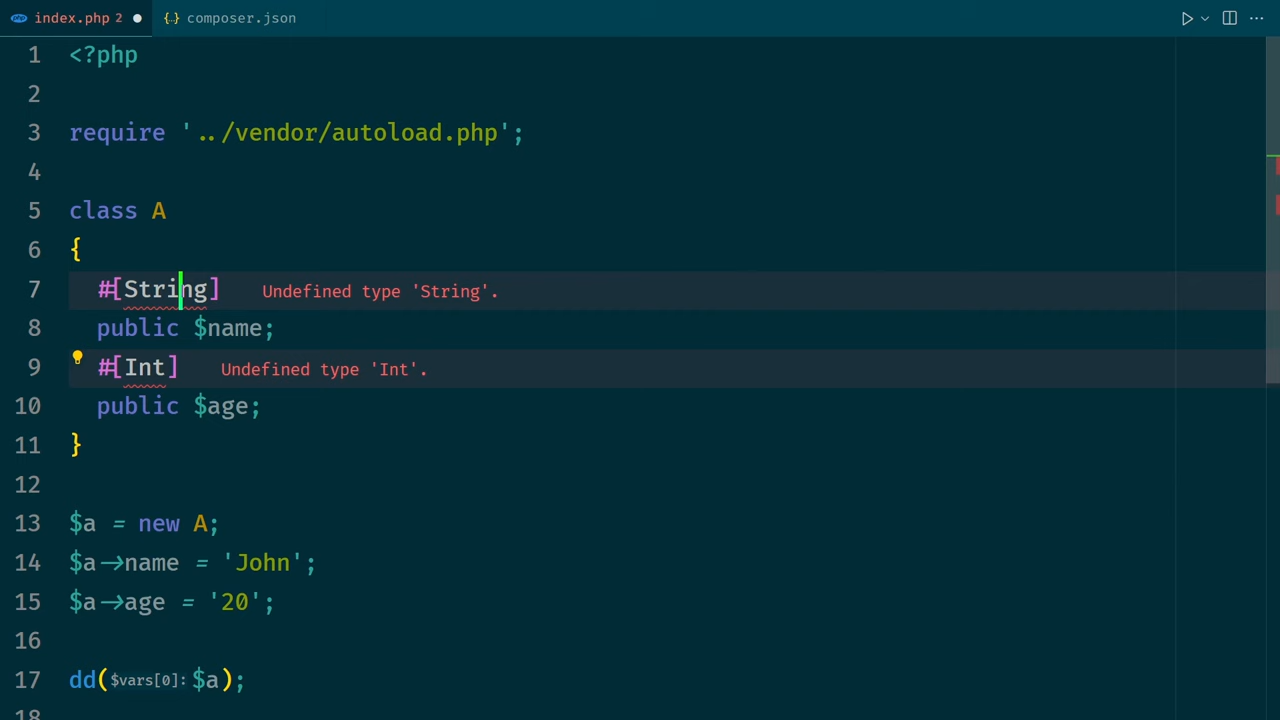 index.php 2 composer.json
1 <?php
2
3 require '../vendor/autoload.php';
4
5 class A
6 {
7 #[String] Undefined type 'String'.
8 public $name;
9 #[Int] Undefined type 'Int'.
10 public $age;
11 }
12
13 $a = new A;
14 $a->name = 'John';
15 $a->age = '20';
16
17 dd($vars[0]: $a);
18